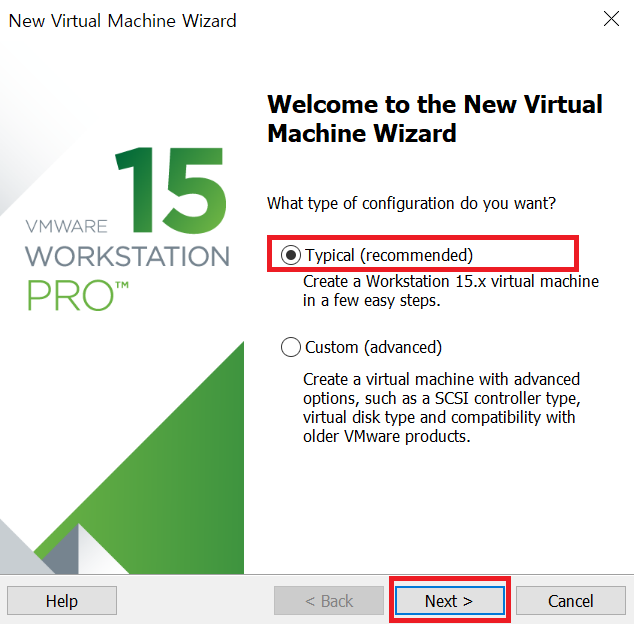 New Virtual Machine Wizard
15
VMWARE
WORKSTATION
PRO™
Welcome to the New Virtual
Machine Wizard
What type of configuration do you want?
Typical (recommended)
Create a Workstation 15.x virtual machine
in a few easy steps.
Custom (advanced)
Create a virtual machine with advanced
options, such as a SCSI controller type,
virtual disk type and compatibility with
older VMware products.
Help
< Back
Next >
Cancel